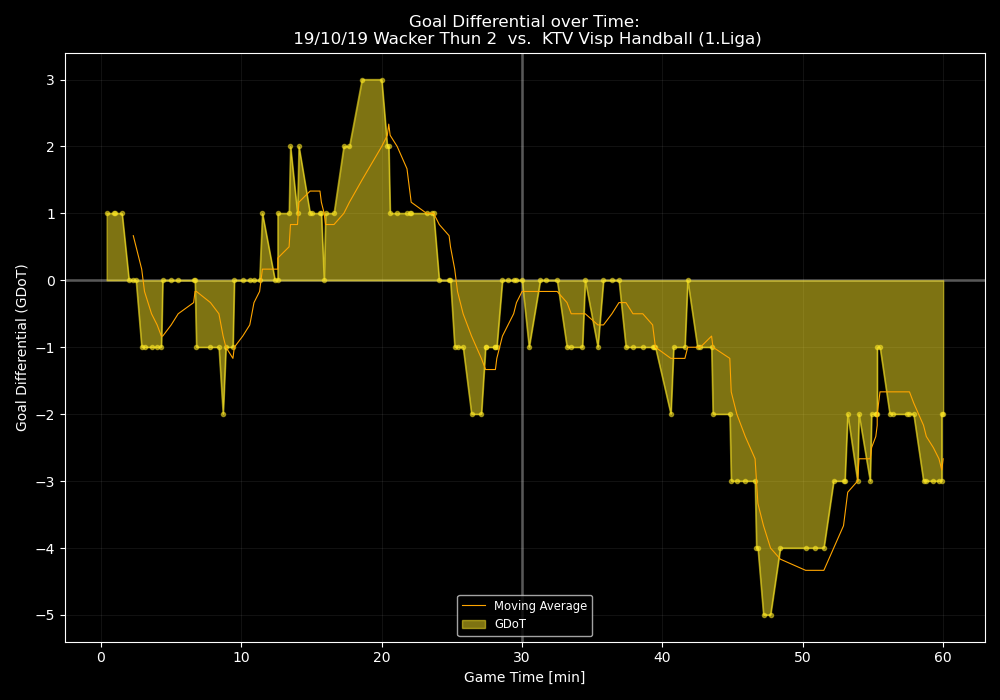 Goal Differential over Time:
19/10/19 Wacker Thun 2  vs.  KTV Visp Handball (1.Liga)
Goal Differential (GDoT)
3
2
1
0
−1
−2
−3
−4
−5
Moving Average
GDoT
0 10 20 30 40 50 60
Game Time [min]